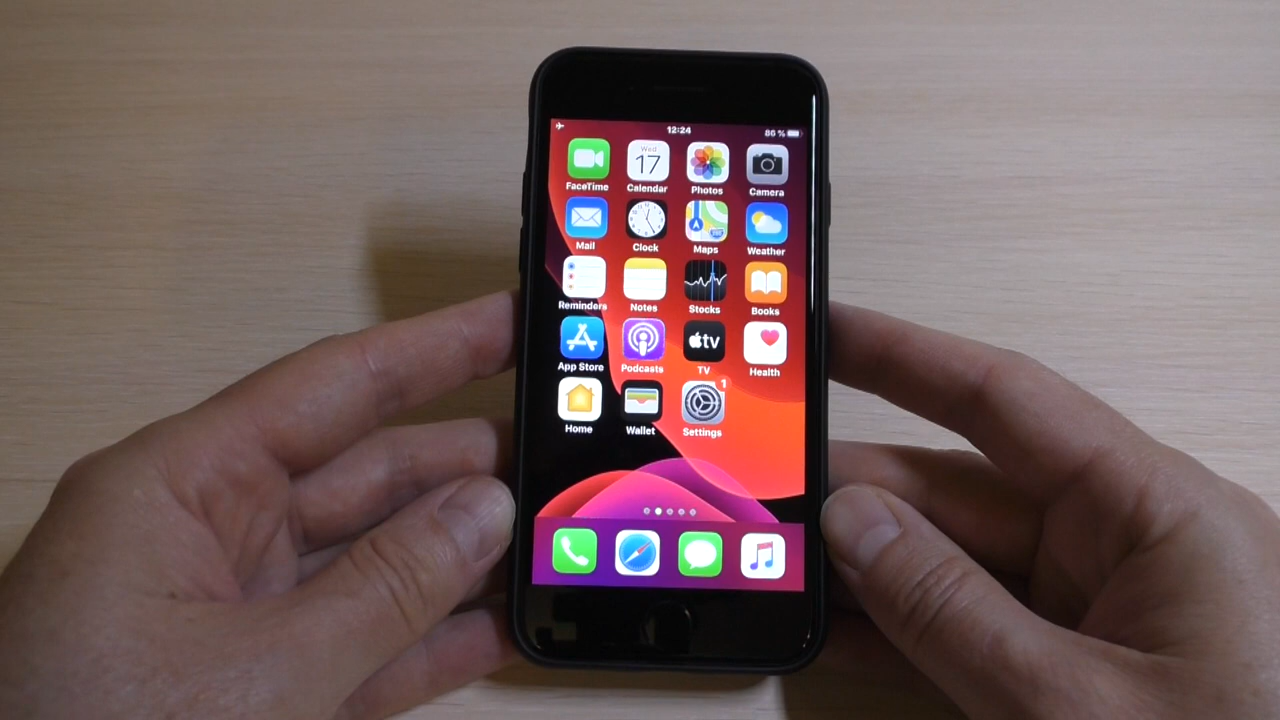 12:24 86 %
Wed
17
FaceTime Calendar Photos Camera
Mail Clock Maps Weather
Reminders Notes Stocks Books
tv
App Store Podcasts TV Health
1
Home Wallet Settings